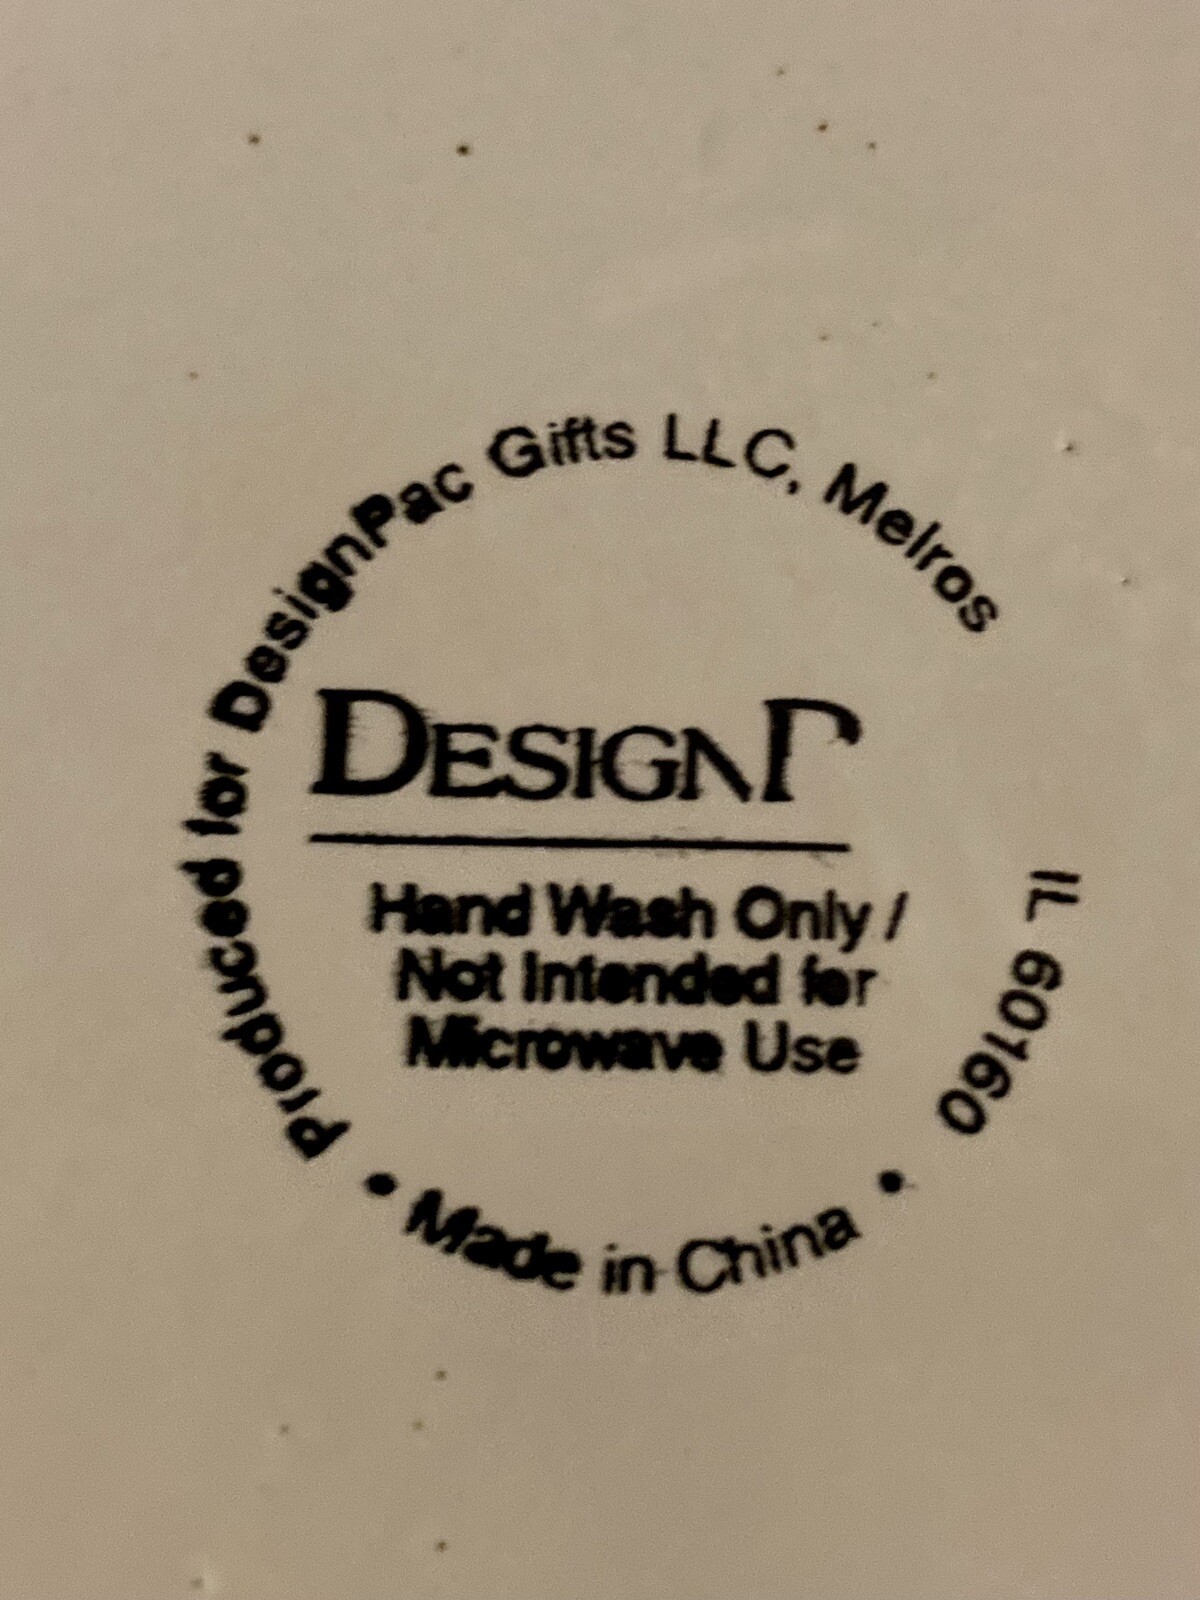 Produced for DesignPac Gifts LLC, Melros
IL 60160
DESIGNP
Hand Wash Only /
Not Intended for
Microwave Use
• Made in China •